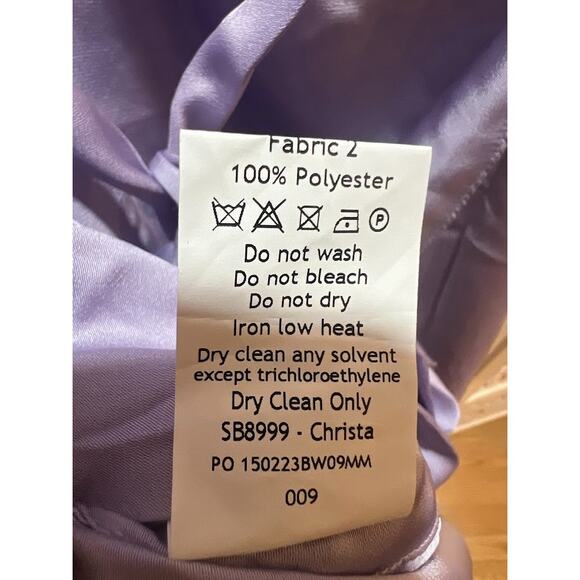 Fabric 2
100% Polyester
P
Do not wash
Do not bleach
Do not dry
Iron low heat
Dry clean any solvent
except trichloroethylene
Dry Clean Only
SB8999 - Christa
PO 150223BW09MM
009